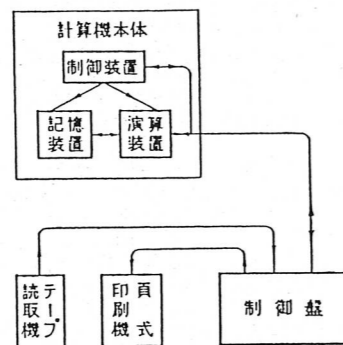 計算機本体
制御装置
記憶
装置
演算
装置
テープ
読取機
頁式
印刷機
制御盤